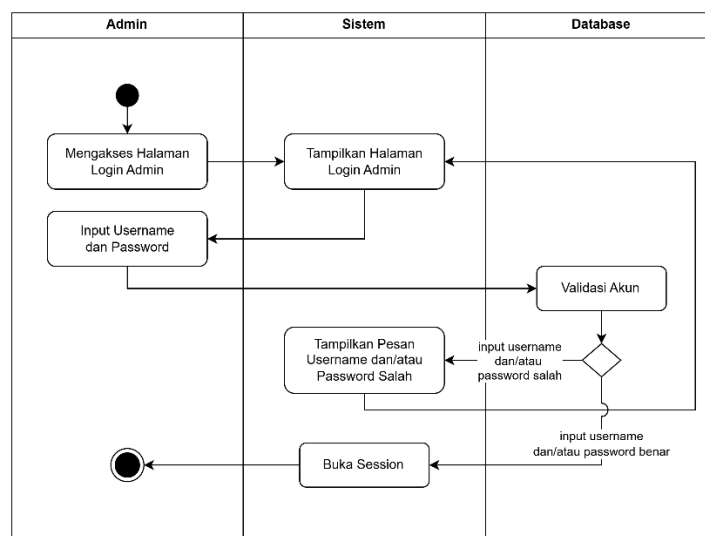 Admin
Sistem
Database
Mengakses Halaman
Login Admin
Tampilkan Halaman
Login Admin
Input Username
dan Password
Validasi Akun
Tampilkan Pesan
Username dan/atau
Password Salah
input username
dan/atau
password salah
input username
dan/atau password benar
Buka Session